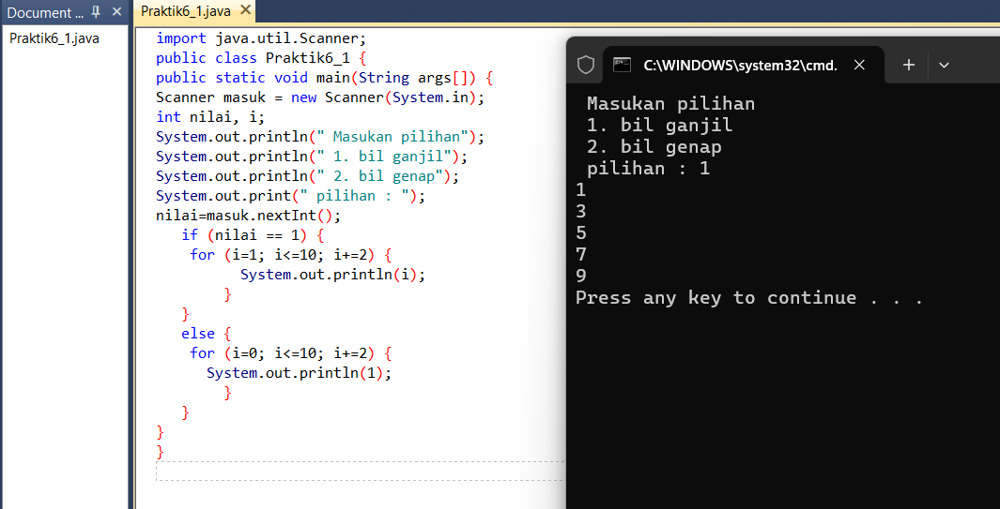 Document ...
Praktik6_1.java
Praktik6_1.java
import java.util.Scanner;
public class Praktik6_1 {
public static void main(String args[]) {
Scanner masuk = new Scanner(System.in);
int nilai, i;
System.out.println(" Masukan pilihan");
System.out.println(" 1. bil ganjil");
System.out.println(" 2. bil genap");
System.out.print(" pilihan : ");
nilai=masuk.nextInt();
if (nilai == 1) {
for (i=1; i<=10; i+=2) {
System.out.println(i);
}
}
else {
for (i=0; i<=10; i+=2) {
System.out.println(1);
}
}
}
}
C:\WINDOWS\system32\cmd.
Masukan pilihan
1. bil ganjil
2. bil genap
pilihan : 1
1
3
5
7
9
Press any key to continue . . .